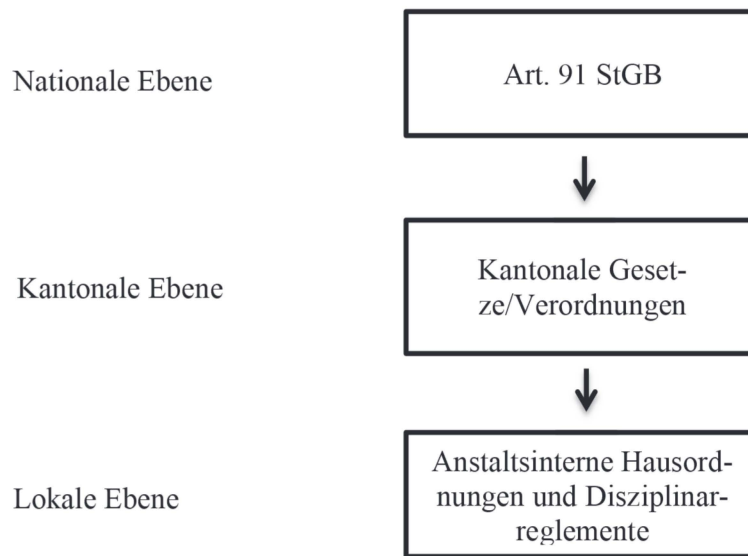 Nationale Ebene
Art. 91 StGB
Kantonale Ebene
Kantonale Geset-
ze/Verordnungen
Lokale Ebene
Anstaltsinterne Hausord-
nungen und Disziplinar-
reglemente